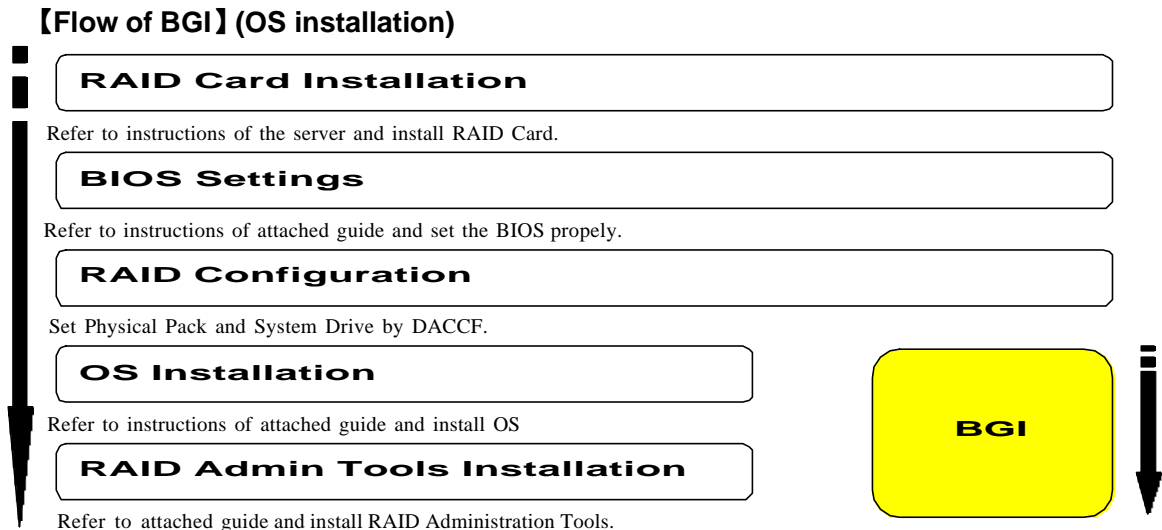 【Flow of BGI】 (OS installation)
RAID Card Installation
Refer to instructions of the server and install RAID Card.
BIOS Settings
Refer to instructions of attached guide and set the BIOS propely.
RAID Configuration
Set Physical Pack and System Drive by DACCF.
OS Installation
Refer to instructions of attached guide and install OS
BGI
RAID Admin Tools Installation
Refer to attached guide and install RAID Administration Tools.